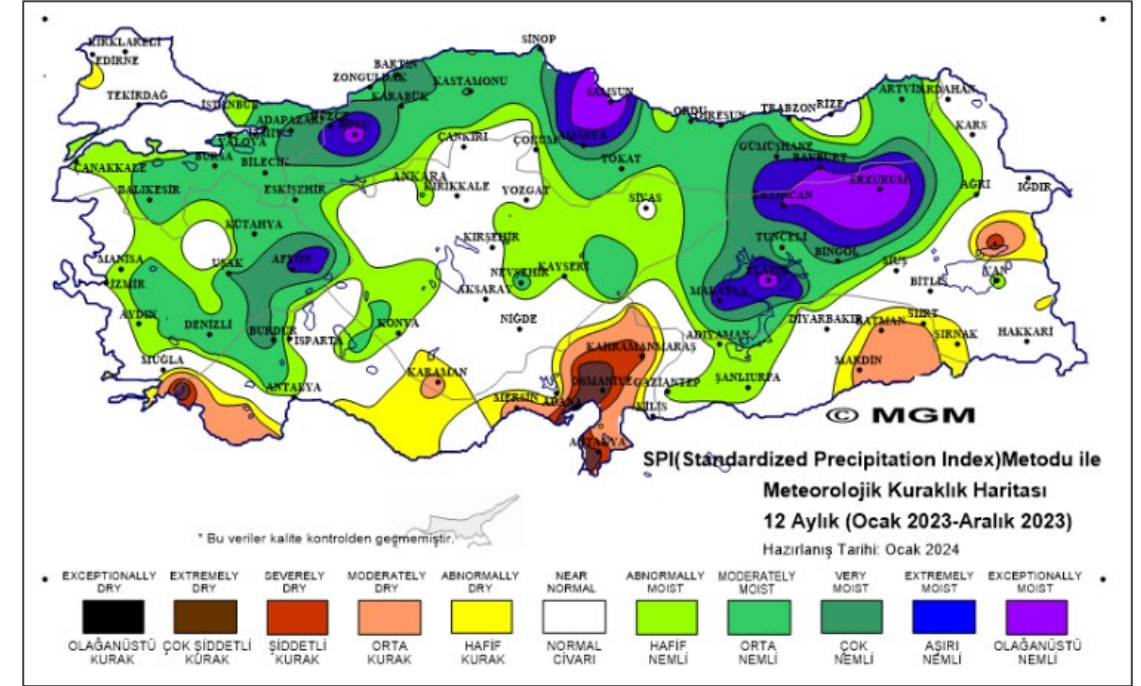 SİNOP
KIRKLARELİ
EDİRNE
BARTIN
ZONGULDAK
KASTAMONU
TEKİRDAĞ
İSTANBUL
KARABÜK
SAMSUN
ARTVİN
ARDAHAN
ORDU
GİRESUN
TRABZON
RİZE
ADAPAZARI
DÜZCE
BOLU
KARS
YALOVA
ÇANKIRI
ÇORUM
AMASYA
GÜMÜŞHANE
BAYBURT
ÇANAKKALE
BURSA
BİLECİK
TOKAT
ANKARA
ERZURUM
BALIKESİR
ESKİŞEHİR
KIRIKKALE
YOZGAT
SİVAS
ERZİNCAN
AĞRI
IĞDIR
KÜTAHYA
KIRŞEHİR
TUNCELİ
BİNGÖL
MANİSA
UŞAK
AFYON
NEVŞEHİR
KAYSERİ
ELAZIĞ
MUŞ
VAN
İZMİR
AKSARAY
MALATYA
BİTLİS
AYDIN
DENİZLİ
BURDUR
ISPARTA
KONYA
NİĞDE
ADIYAMAN
DİYARBAKIR
BATMAN
SİİRT
ŞIRNAK
HAKKARİ
MUĞLA
KAHRAMANMARAŞ
MARDİN
ANTALYA
KARAMAN
OSMANİYE
GAZİANTEP
ŞANLIURFA
MERSİN
ADANA
KİLİS
© MGM
ANTAKYA
SPI(Standardized Precipitation Index)Metodu ile
Meteorolojik Kuraklık Haritası
12 Aylık (Ocak 2023-Aralık 2023)
Hazırlanış Tarihi: Ocak 2024
* Bu veriler kalite kontrolden geçmemiştir.
EXCEPTIONALLY DRY
EXTREMELY DRY
SEVERELY DRY
MODERATELY DRY
ABNORMALLY DRY
NEAR NORMAL
ABNORMALLY MOIST
MODERATELY MOIST
VERY MOIST
EXTREMELY MOIST
EXCEPTIONALLY MOIST
OLAĞANÜSTÜ KURAK
ÇOK ŞİDDETLİ KURAK
ŞİDDETLİ KURAK
ORTA KURAK
HAFİF KURAK
NORMAL CİVARI
HAFİF NEMLİ
ORTA NEMLİ
ÇOK NEMLİ
AŞIRI NEMLİ
OLAĞANÜSTÜ NEMLİ